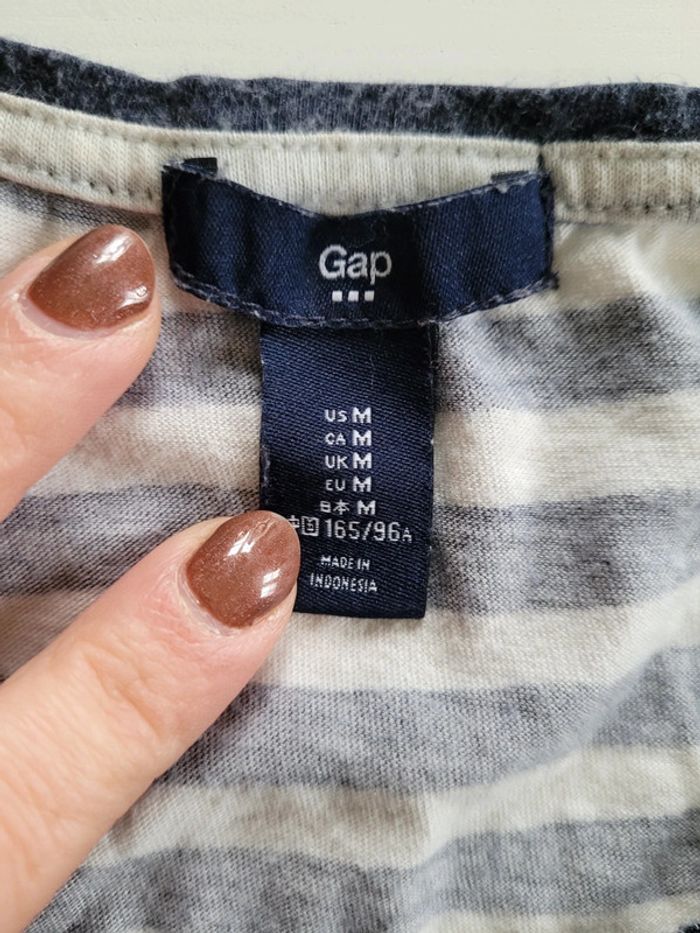 Gap
US M
CA M
UK M
EU M
日本 M
中国 165/96A
MADE IN
INDONESIA